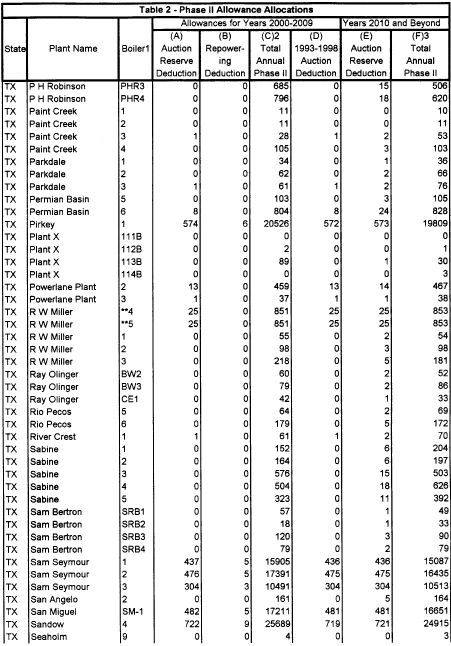 Table 2 - Phase II Allowance Allocations
Allowances for Years 2000-2009 Years 2010 and Beyond
(A) (B) (C)2 (D) (E) (F)3
Auction Repower- Total 1993-1998 Auction Total
Reserve ing Annual Auction Reserve Annual
State Plant Name Boiler1 Deduction Deduction Phase II Deduction Deduction Phase II
TX P H Robinson PHR3 0 0 685 0 15 506
TX P H Robinson PHR4 0 0 796 0 18 620
TX Paint Creek 1 0 0 11 0 0 10
TX Paint Creek 2 0 0 11 0 0 11
TX Paint Creek 3 1 0 28 1 2 53
TX Paint Creek 4 0 0 105 0 3 103
TX Parkdale 1 0 0 34 0 1 36
TX Parkdale 2 0 0 62 0 2 66
TX Parkdale 3 1 0 61 1 2 76
TX Permian Basin 5 0 0 103 0 3 105
TX Permian Basin 6 8 0 804 8 24 828
TX Pirkey 1 574 6 20526 572 573 19809
TX Plant X 111B 0 0 0 0 0 0
TX Plant X 112B 0 0 2 0 0 1
TX Plant X 113B 0 0 89 0 1 30
TX Plant X 114B 0 0 0 0 0 3
TX Powerlane Plant 2 13 0 459 13 14 467
TX Powerlane Plant 3 1 0 37 1 1 38
TX R W Miller **4 25 0 851 25 25 853
TX R W Miller **5 25 0 851 25 25 853
TX R W Miller 1 0 0 55 0 2 54
TX R W Miller 2 0 0 98 0 3 98
TX R W Miller 3 0 0 218 0 5 181
TX Ray Olinger BW2 0 0 60 0 2 52
TX Ray Olinger BW3 0 0 79 0 2 86
TX Ray Olinger CE1 0 0 42 0 1 33
TX Rio Pecos 5 0 0 64 0 2 69
TX Rio Pecos 6 0 0 179 0 5 172
TX River Crest 1 1 0 61 1 2 70
TX Sabine 1 0 0 152 0 6 204
TX Sabine 2 0 0 164 0 6 197
TX Sabine 3 0 0 576 0 15 503
TX Sabine 4 0 0 504 0 18 626
TX Sabine 5 0 0 323 0 11 392
TX Sam Bertron SRB1 0 0 57 0 1 49
TX Sam Bertron SRB2 0 0 18 0 1 33
TX Sam Bertron SRB3 0 0 120 0 3 90
TX Sam Bertron SRB4 0 0 79 0 2 79
TX Sam Seymour 1 437 5 15905 436 436 15087
TX Sam Seymour 2 476 5 17391 475 475 16435
TX Sam Seymour 3 304 3 10491 304 304 10513
TX San Angelo 2 0 0 161 0 5 164
TX San Miguel SM-1 482 5 17211 481 481 16651
TX Sandow 4 722 9 25689 719 721 24915
TX Seaholm 9 0 0 4 0 0 3